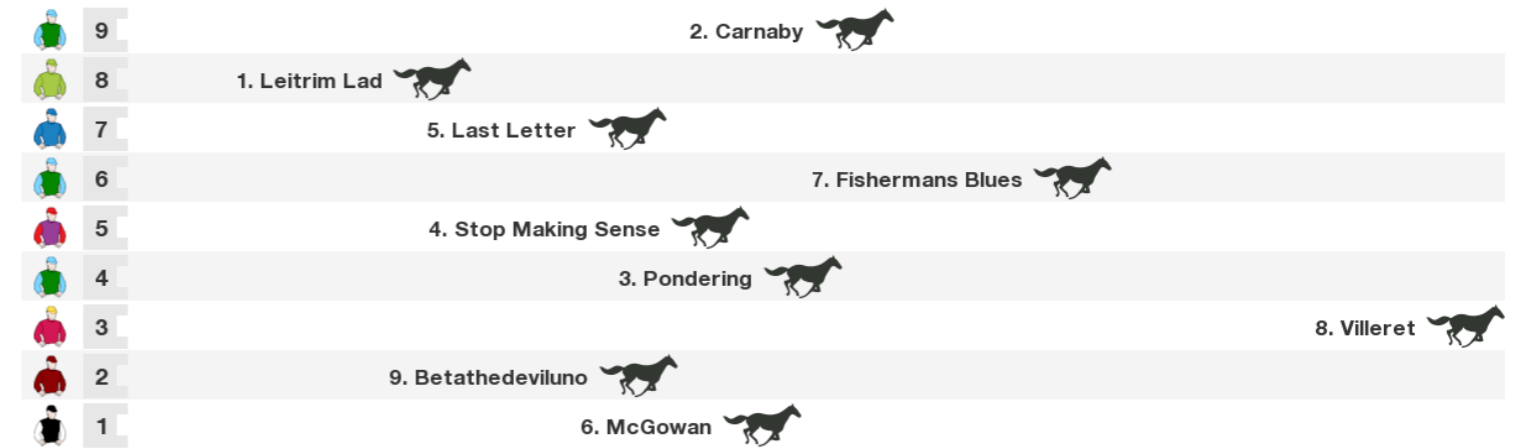 9 2. Carnaby
8 1. Leitrim Lad
7 5. Last Letter
6 7. Fishermans Blues
5 4. Stop Making Sense
4 3. Pondering
3 8. Villeret
2 9. Betathedeviluno
1 6. McGowan